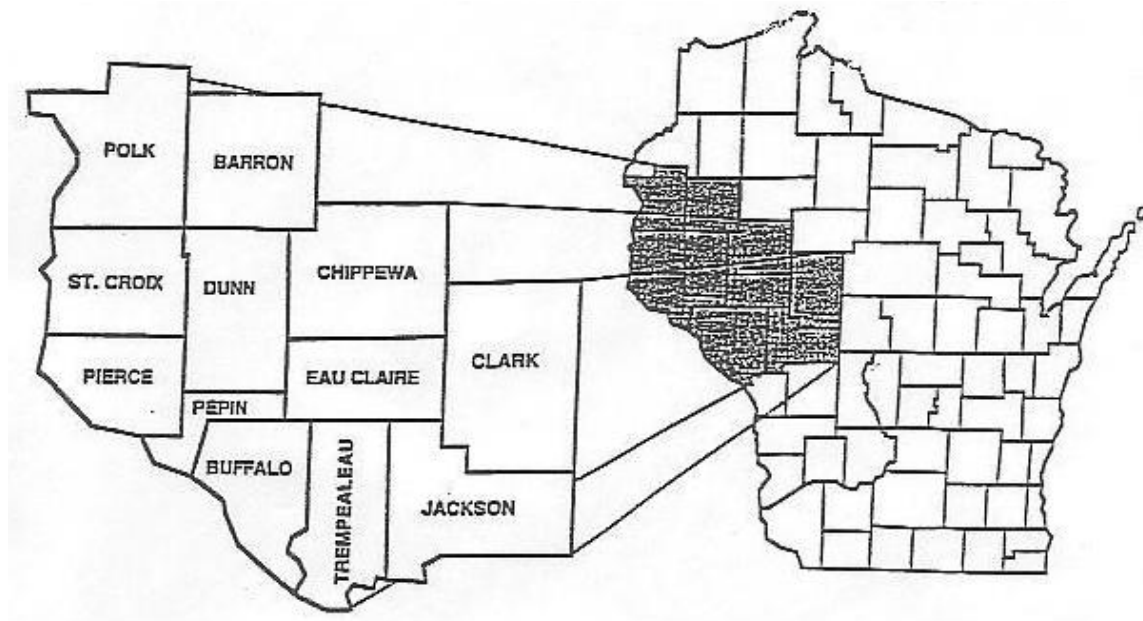 POLK
BARRON
ST. CROIX
DUNN
CHIPPEWA
PIERCE
EAU CLAIRE
CLARK
PEPIN
BUFFALO
TREMPEALEAU
JACKSON